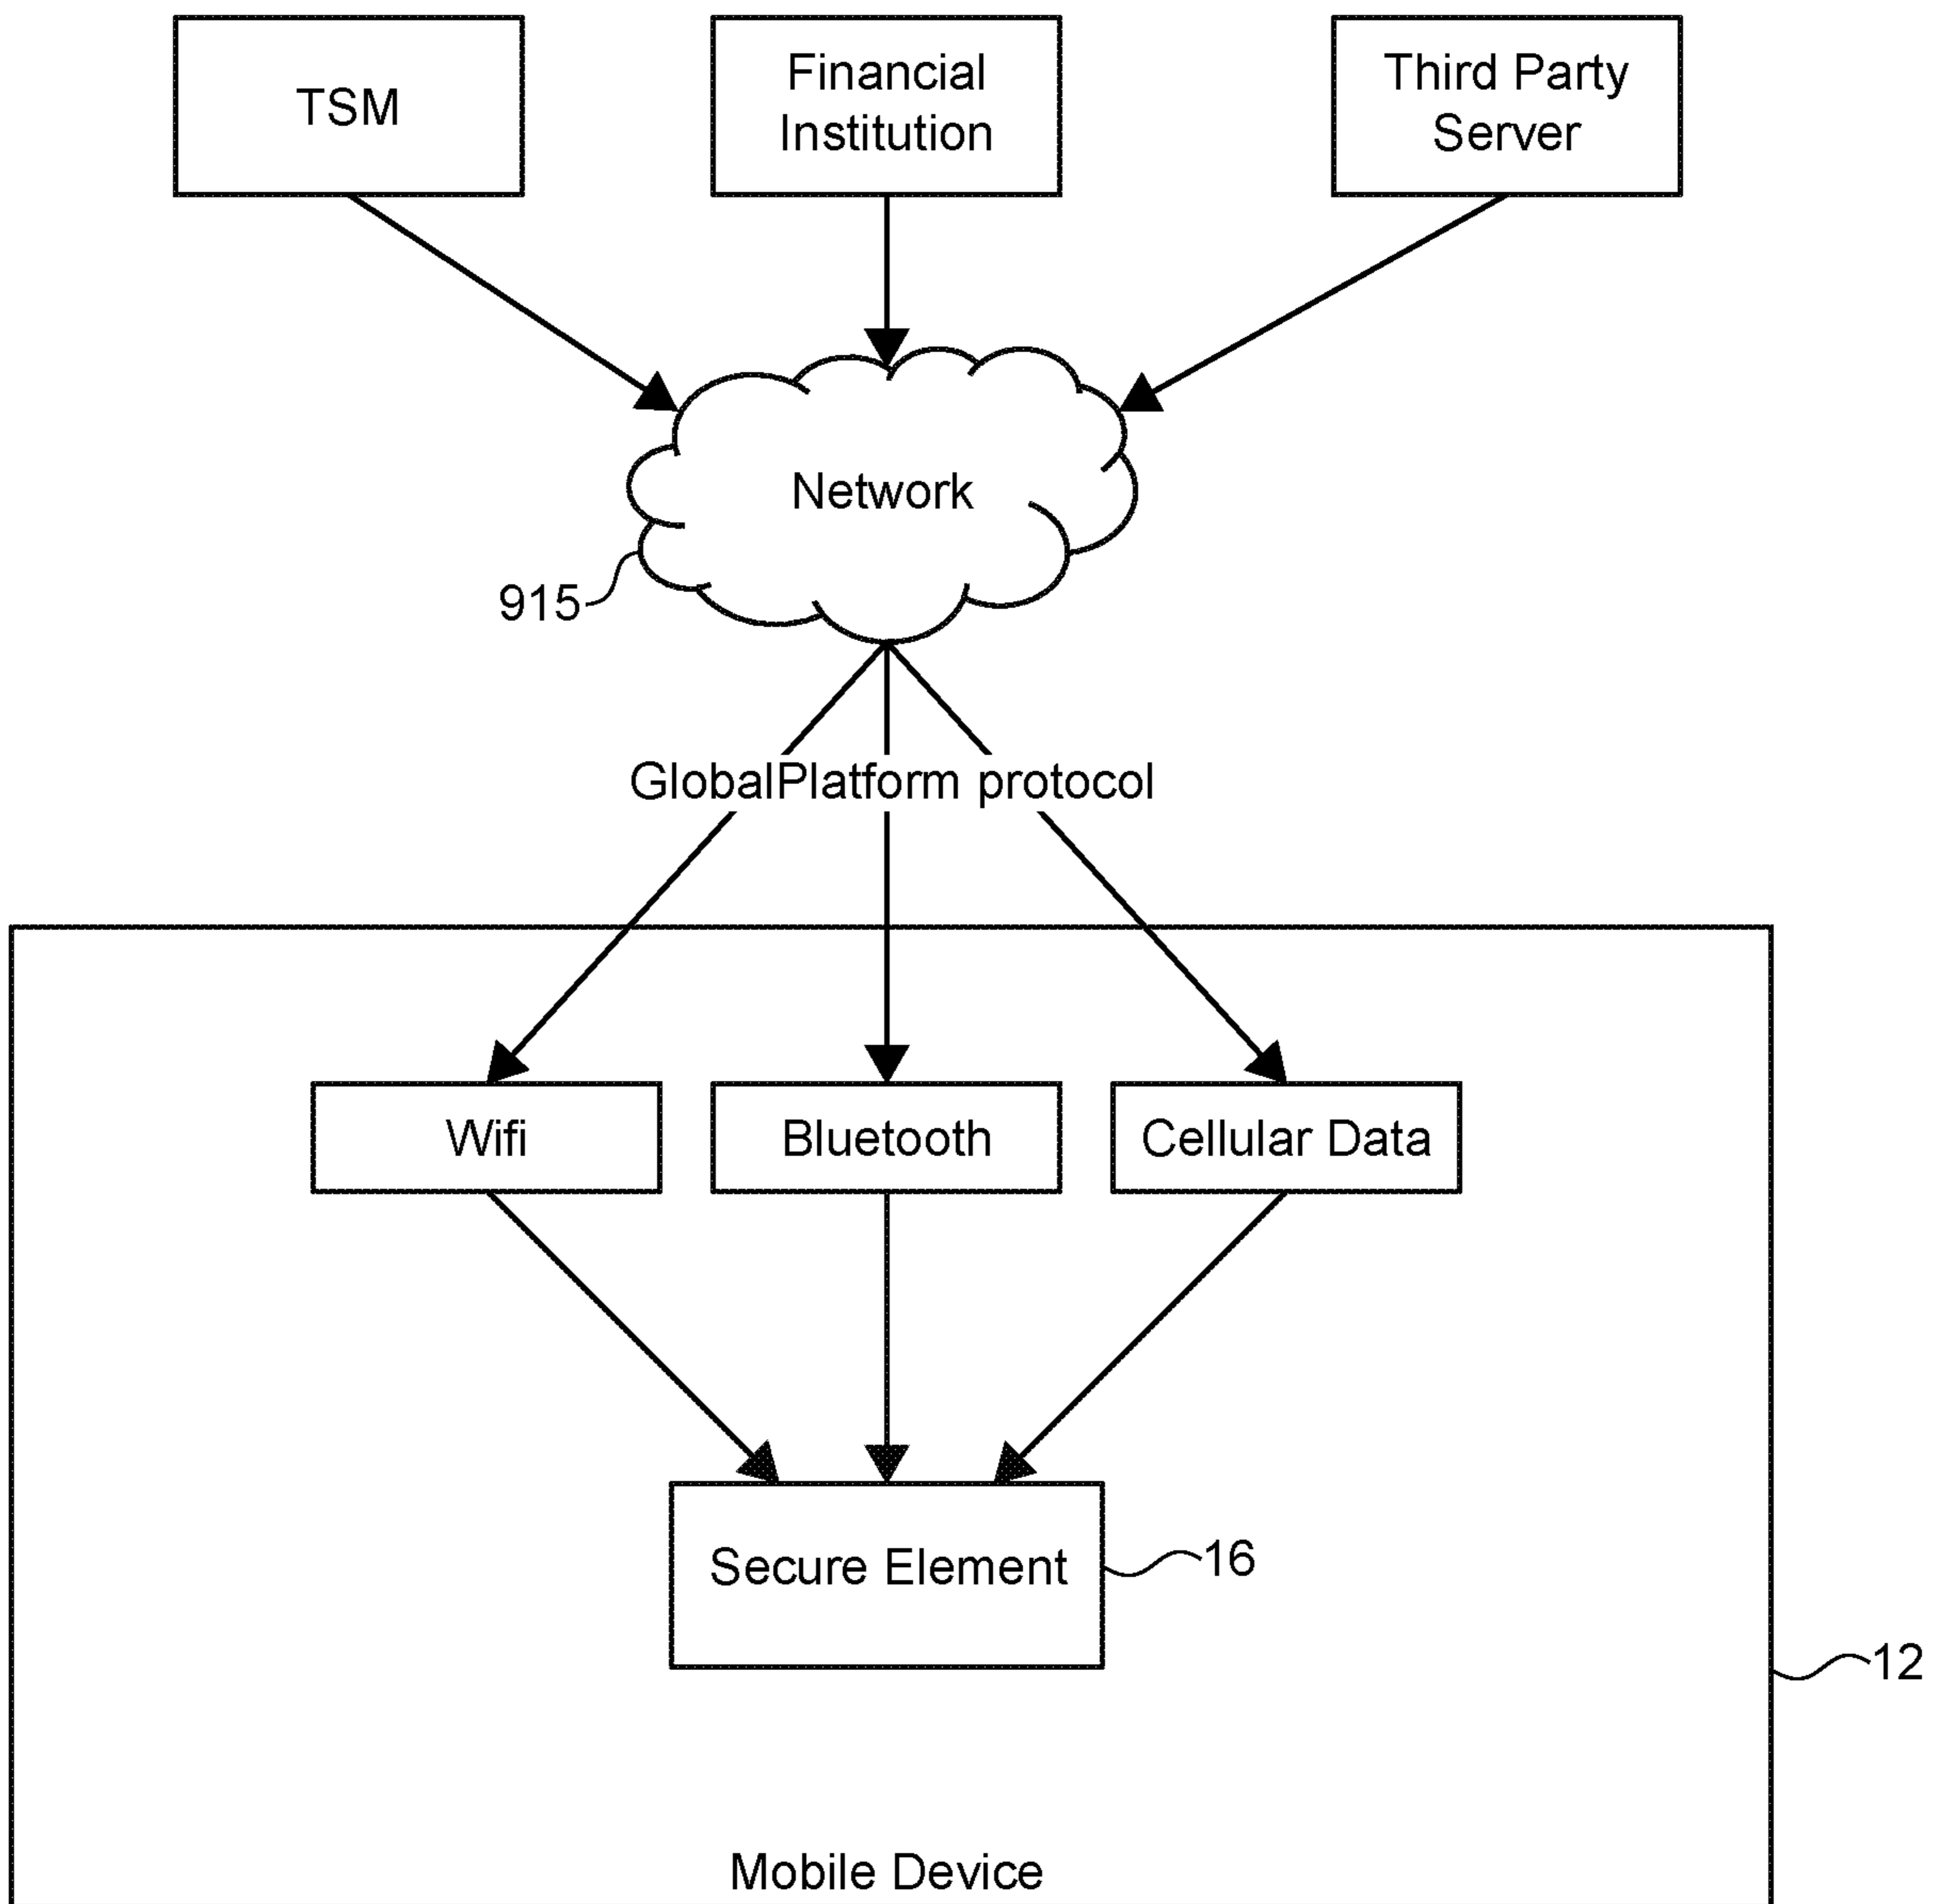 TSM
Financial
Institution
Third Party
Server
Network
915
GlobalPlatform protocol
Wifi
Bluetooth
Cellular Data
Secure Element
16
12
Mobile Device